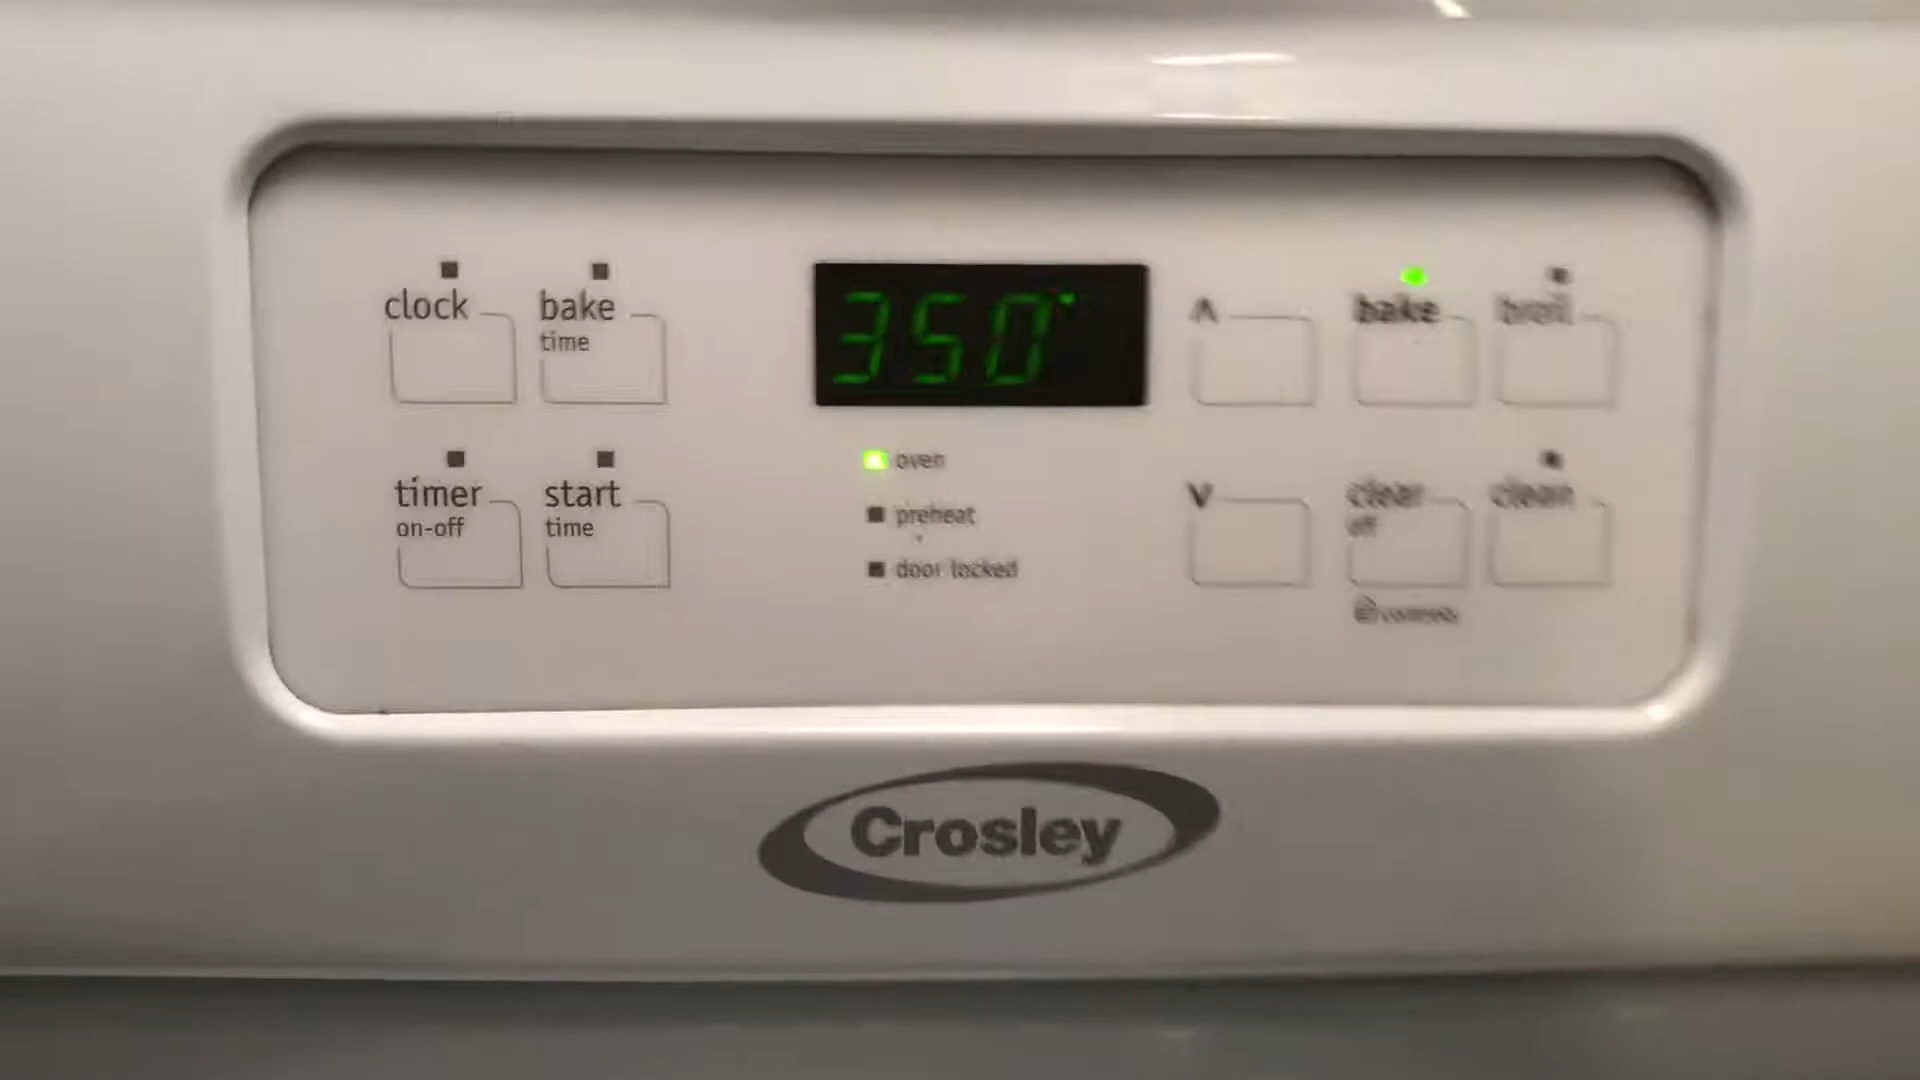 clock
bake
time
350°
Λ
bake
broil
timer
on-off
start
time
oven
preheat
door locked
V
clear
off
clean
controls
Crosley